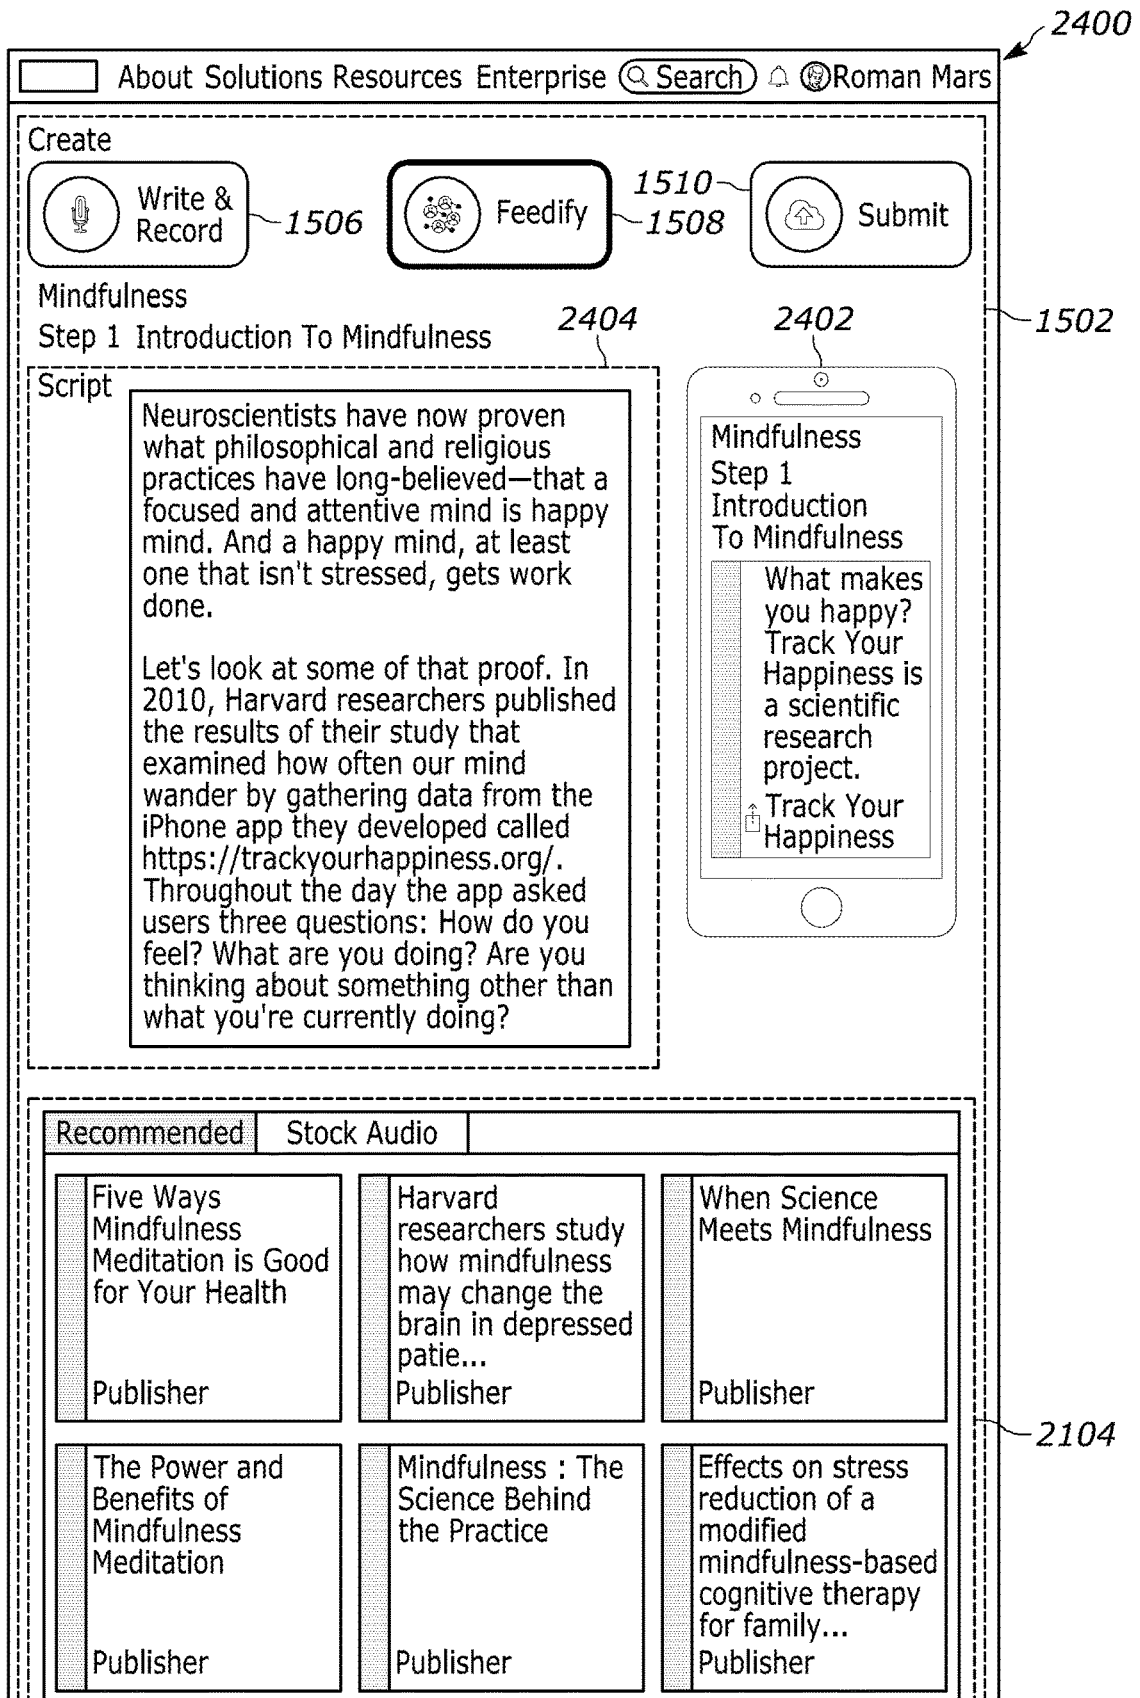 2400
About Solutions Resources Enterprise Search Roman Mars
Create
Write &
Record
1506
Feedify
1508
1510
Submit
Mindfulness
Step 1 Introduction To Mindfulness
2404
2402
1502
Script
Neuroscientists have now proven
what philosophical and religious
practices have long-believed—that a
focused and attentive mind is happy
mind. And a happy mind, at least
one that isn't stressed, gets work
done.
Let's look at some of that proof. In
2010, Harvard researchers published
the results of their study that
examined how often our mind
wander by gathering data from the
iPhone app they developed called
https://trackyourhappiness.org/.
Throughout the day the app asked
users three questions: How do you
feel? What are you doing? Are you
thinking about something other than
what you're currently doing?
Mindfulness
Step 1
Introduction
To Mindfulness
What makes
you happy?
Track Your
Happiness is
a scientific
research
project.
Track Your
Happiness
Recommended
Stock Audio
Five Ways
Mindfulness
Meditation is Good
for Your Health
Publisher
Harvard
researchers study
how mindfulness
may change the
brain in depressed
patie...
Publisher
When Science
Meets Mindfulness
Publisher
2104
The Power and
Benefits of
Mindfulness
Meditation
Publisher
Mindfulness : The
Science Behind
the Practice
Publisher
Effects on stress
reduction of a
modified
mindfulness-based
cognitive therapy
for family...
Publisher